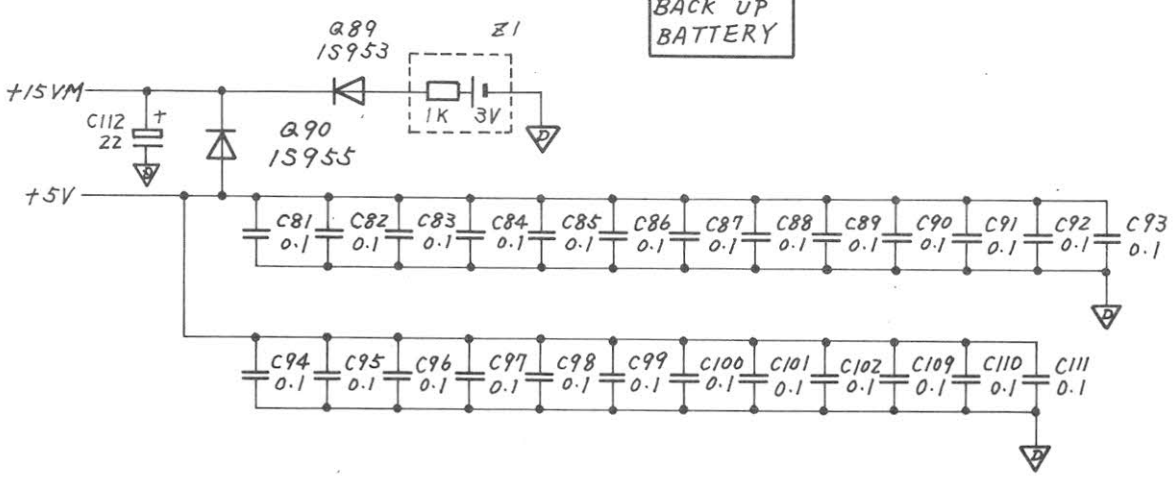 BACK UP
BATTERY
Q89
1S953
Z1
+15VM
1K
3V
C112
22
+
Q90
1S955
D
D
+5V
C81
0.1
C82
0.1
C83
0.1
C84
0.1
C85
0.1
C86
0.1
C87
0.1
C88
0.1
C89
0.1
C90
0.1
C91
0.1
C92
0.1
C93
0.1
D
C94
0.1
C95
0.1
C96
0.1
C97
0.1
C98
0.1
C99
0.1
C100
0.1
C101
0.1
C102
0.1
C109
0.1
C110
0.1
C111
0.1
D